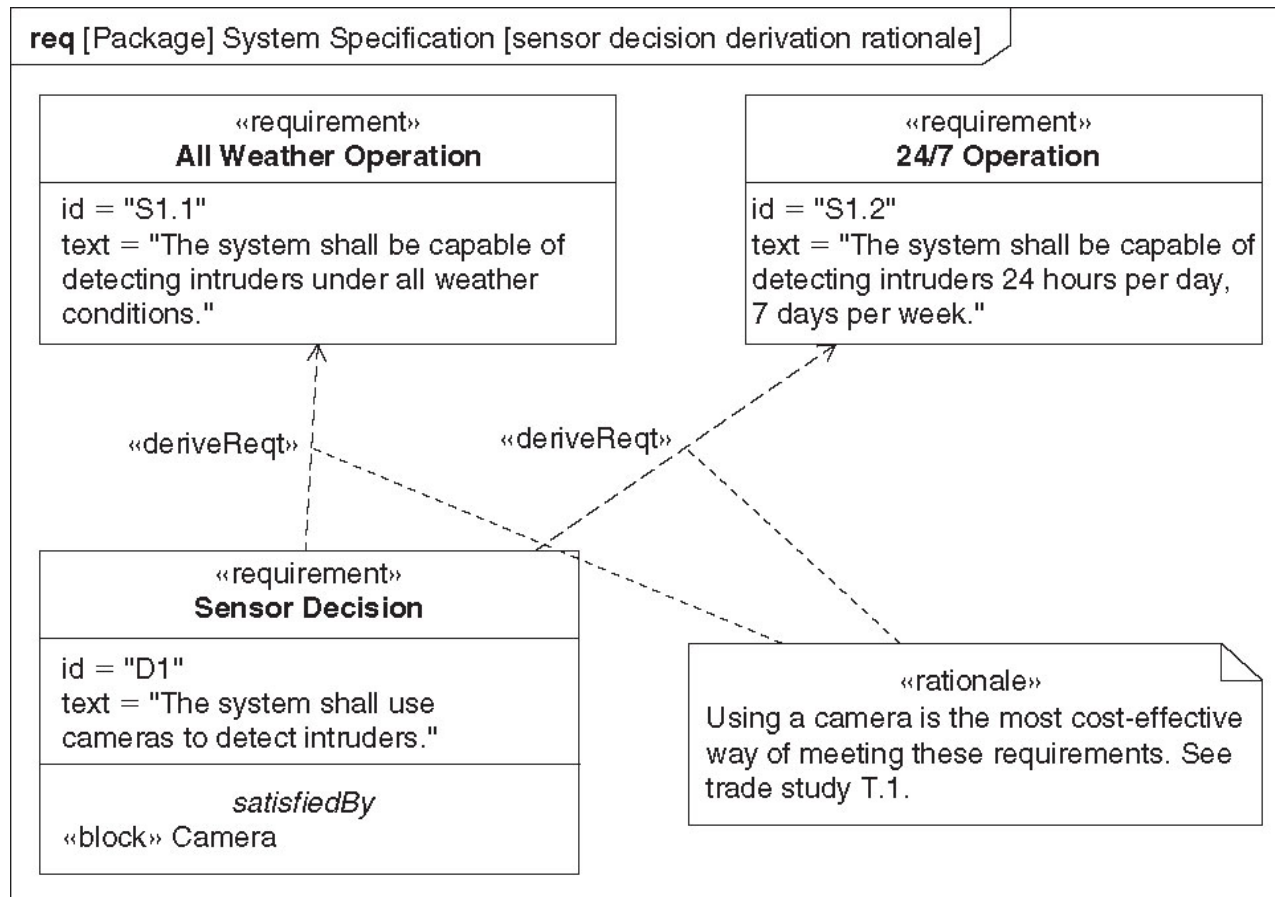 req [Package] System Specification [sensor decision derivation rationale]
«requirement»
All Weather Operation
id = "S1.1"
text = "The system shall be capable of
detecting intruders under all weather
conditions."
«requirement»
24/7 Operation
id = "S1.2"
text = "The system shall be capable of
detecting intruders 24 hours per day,
7 days per week."
«deriveReqt»
«deriveReqt»
«requirement»
Sensor Decision
id = "D1"
text = "The system shall use
cameras to detect intruders."
satisfiedBy
«block» Camera
«rationale»
Using a camera is the most cost-effective
way of meeting these requirements. See
trade study T.1.